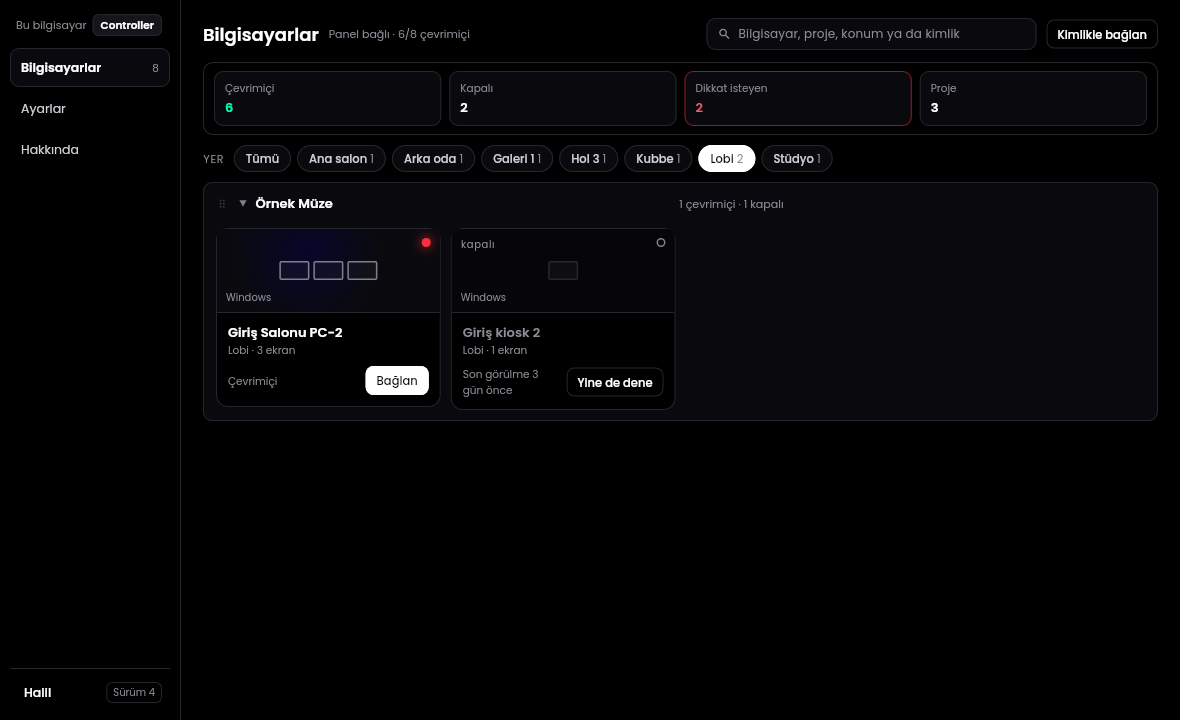 Bu bilgisayar Controller
Bilgisayarlar 8
Ayarlar
Hakkında
Halil Sürüm 4
Bilgisayarlar Panel bağlı · 6/8 çevrimiçi
Bilgisayar, proje, konum ya da kimlik
Kimlikle bağlan
Çevrimiçi
6
Kapalı
2
Dikkat isteyen
2
Proje
3
YER Tümü Ana salon 1 Arka oda 1 Galeri 1 1 Hol 3 1 Kubbe 1 Lobi 2 Stüdyo 1
Örnek Müze 1 çevrimiçi · 1 kapalı
Windows
Giriş Salonu PC-2
Lobi · 3 ekran
Çevrimiçi Bağlan
kapalı
Windows
Giriş kiosk 2
Lobi · 1 ekran
Son görülme 3
gün önce
Yine de dene